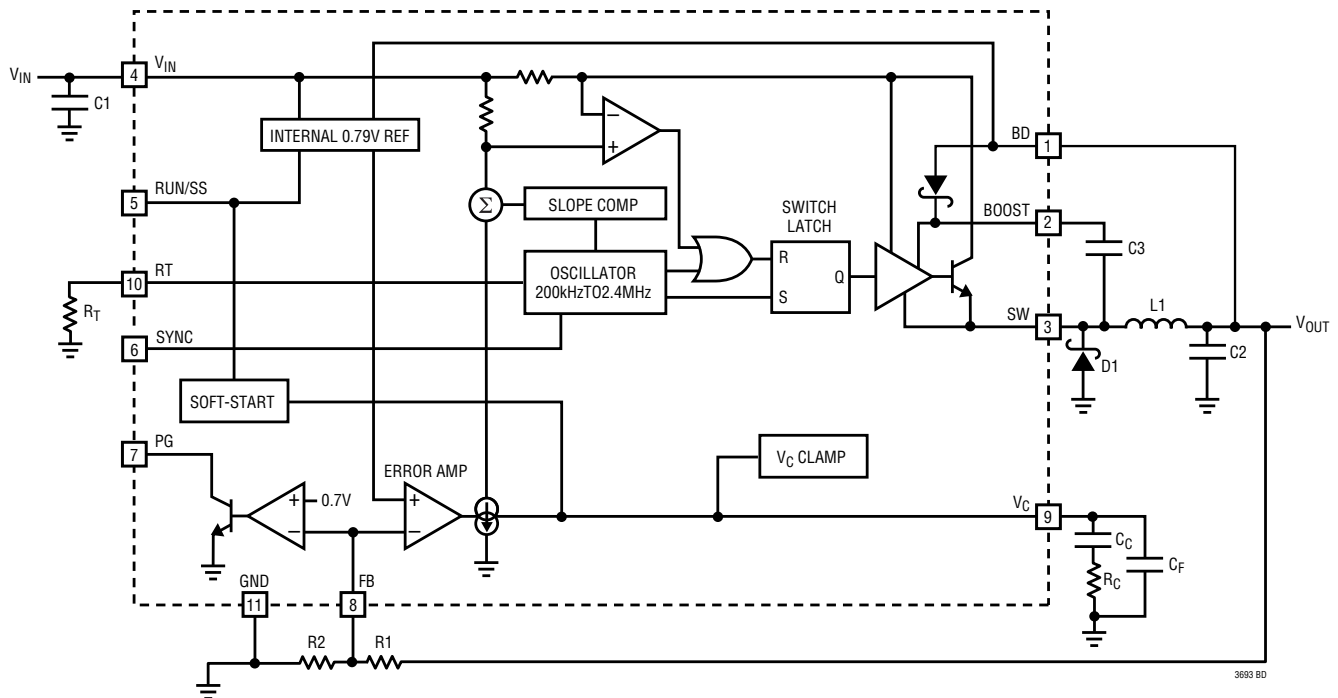 VIN
C1
4
VIN
INTERNAL 0.79V REF
5
RUN/SS
10
RT
RT
6
SYNC
SOFT-START
7
PG
−
+
Σ
SLOPE COMP
OSCILLATOR
200kHzTO2.4MHz
SWITCH
LATCH
R
S
Q
BD
1
BOOST
2
C3
SW
3
L1
D1
C2
VOUT
ERROR AMP
+
−
0.7V
+
−
VC CLAMP
VC
9
CC
RC
CF
GND
11
FB
8
R2
R1
3693 BD